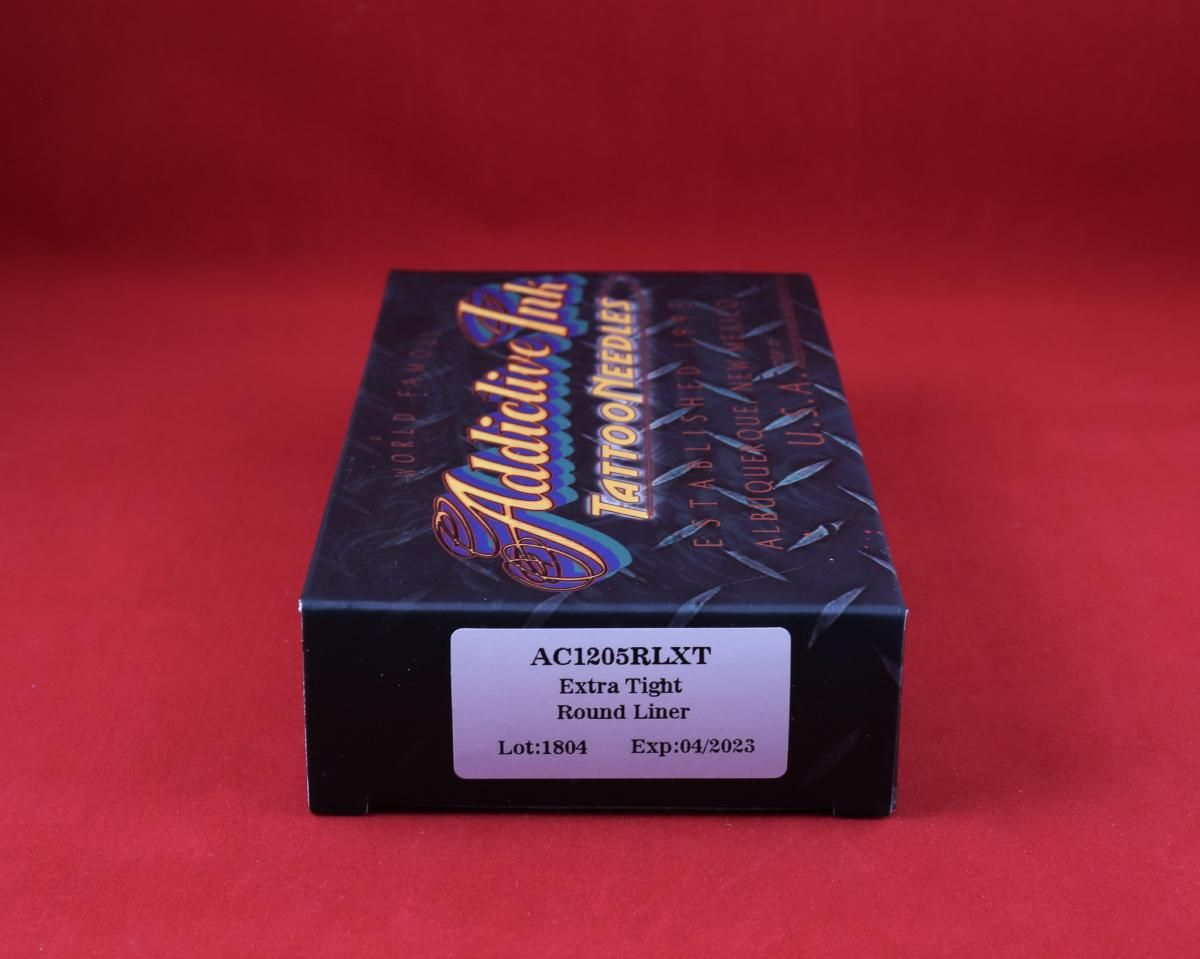 WORLD FAMOUS
Addictive Ink
TATTOO NEEDLES
ESTABLISHED
ALBUQUERQUE, NEW MEXICO
U.S.A.
AC1205RLXT
Extra Tight
Round Liner
Lot:1804 Exp:04/2023